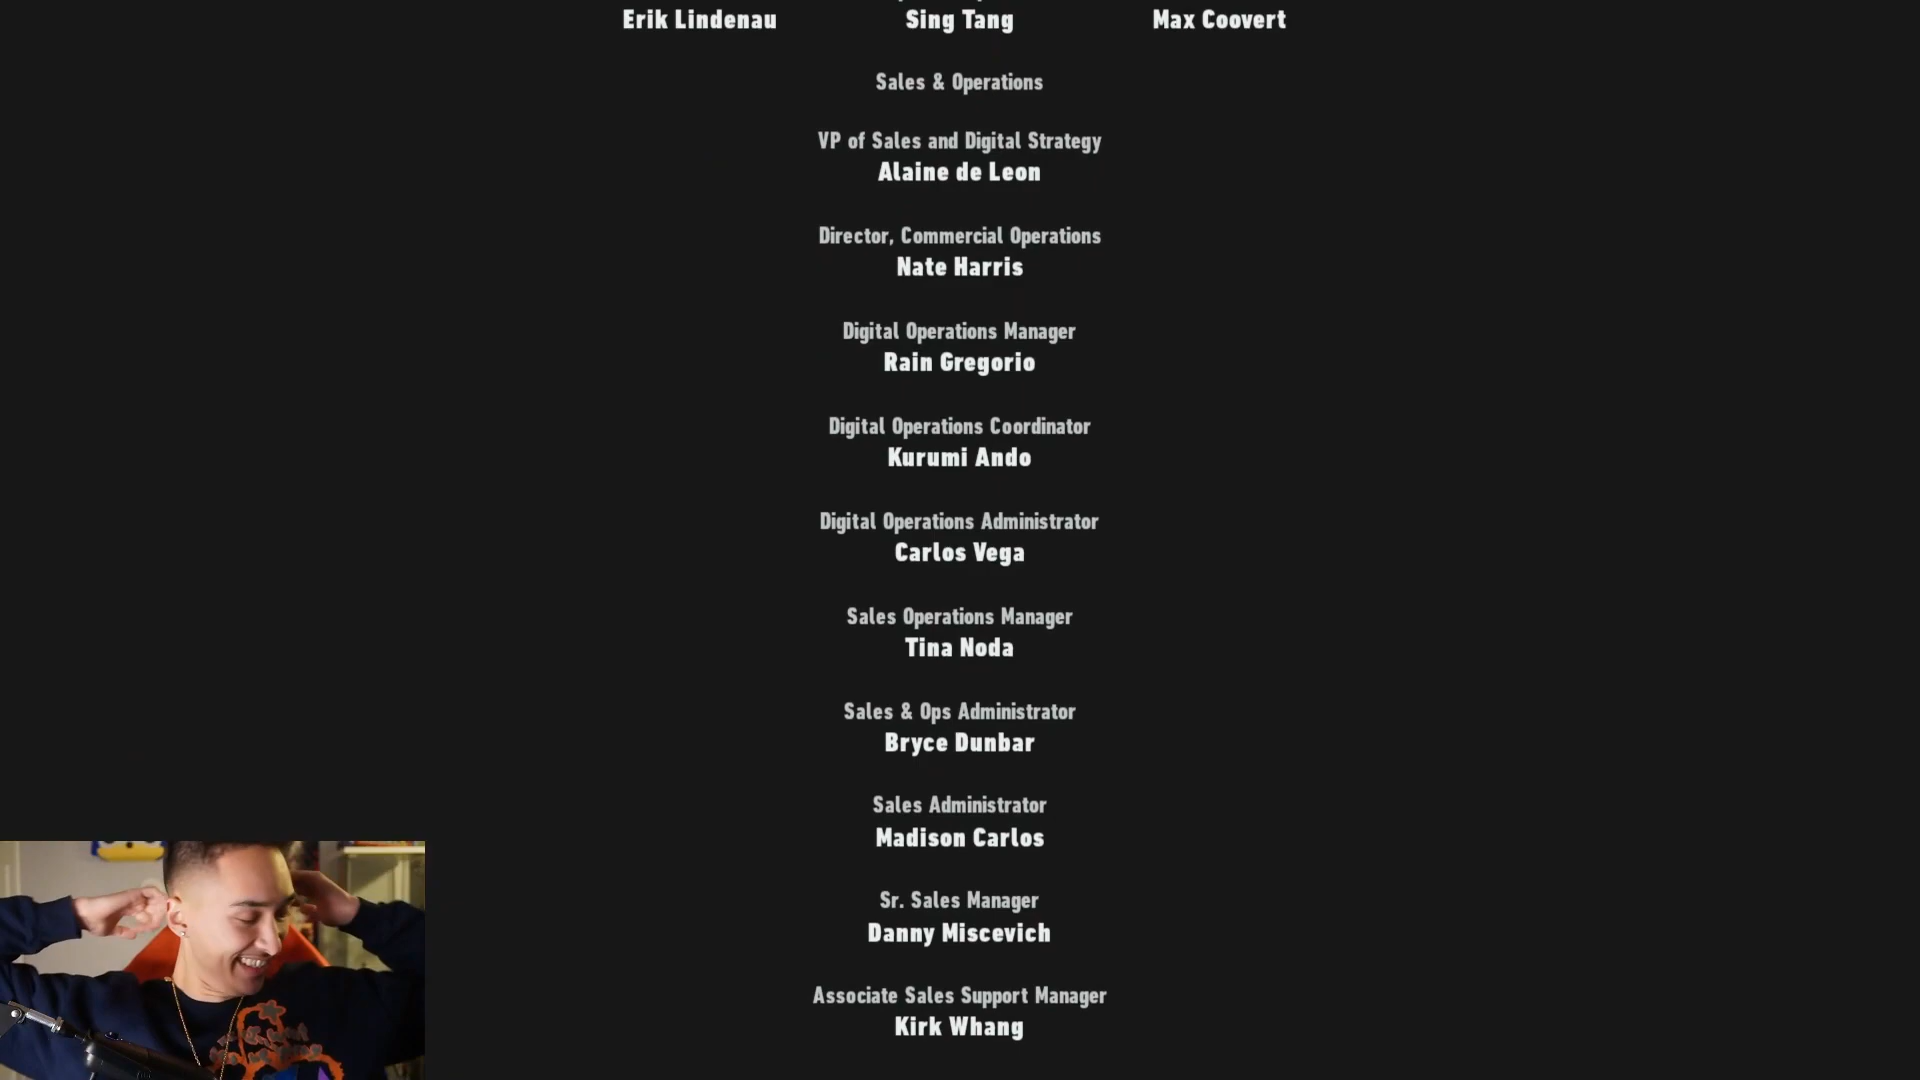 Erik Lindenau Sing Tang Max Coovert
Sales & Operations
VP of Sales and Digital Strategy
Alaine de Leon
Director, Commercial Operations
Nate Harris
Digital Operations Manager
Rain Gregorio
Digital Operations Coordinator
Kurumi Ando
Digital Operations Administrator
Carlos Vega
Sales Operations Manager
Tina Noda
Sales & Ops Administrator
Bryce Dunbar
Sales Administrator
Madison Carlos
Sr. Sales Manager
Danny Miscevich
Associate Sales Support Manager
Kirk Whang